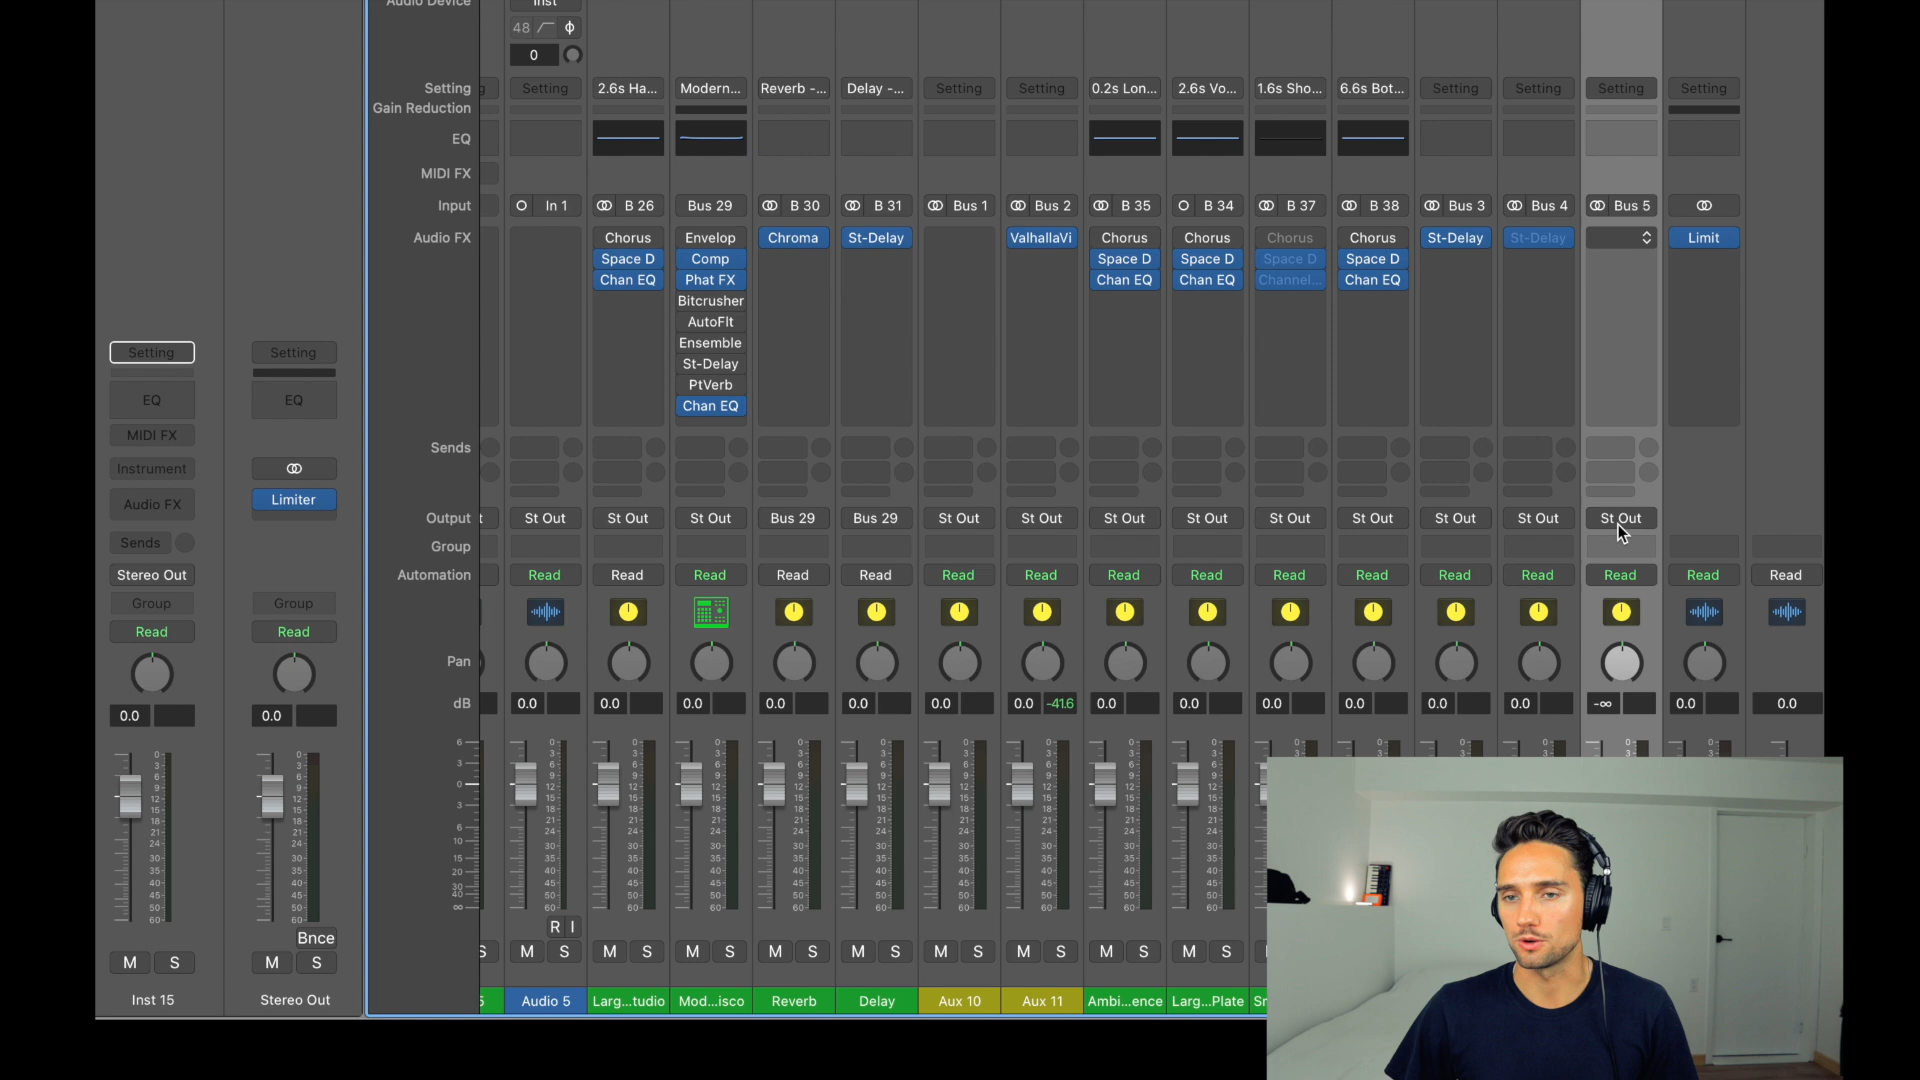 Audio Device Inst
48
0
Setting Setting 2.6s Ha... Modern... Reverb -... Delay -... Setting Setting 0.2s Lon... 2.6s Vo... 1.6s Sho... 6.6s Bot... Setting Setting Setting Setting
Gain Reduction
EQ
MIDI FX
Input In 1 B 26 Bus 29 B 30 B 31 Bus 1 Bus 2 B 35 B 34 B 37 B 38 Bus 3 Bus 4 Bus 5
Audio FX Chorus Envelop Chroma St-Delay ValhallaVi Chorus Chorus Chorus Chorus St-Delay St-Delay Limit
Space D Comp Space D Space D Space D Space D
Chan EQ Phat FX Chan EQ Chan EQ Channel... Chan EQ
Bitcrusher
AutoFlt
Ensemble
St-Delay
PtVerb
Chan EQ
Setting Setting
EQ EQ
MIDI FX
Instrument
Audio FX Limiter
Sends
Stereo Out
Group Group
Read Read
0.0 0.0
Sends
Output t St Out St Out St Out Bus 29 Bus 29 St Out St Out St Out St Out St Out St Out St Out St Out St Out
Group
Automation Read Read Read Read Read Read Read Read Read Read Read Read Read Read Read Read
Pan
dB 0.0 0.0 0.0 0.0 0.0 0.0 0.0 -41.6 0.0 0.0 0.0 0.0 0.0 0.0 -∞ 0.0 0.0
R I
Bnce
M S M S
Inst 15 Stereo Out
S M S M S M S M S M S M S M S M S M S
5 Audio 5 Larg...tudio Mod...isco Reverb Delay Aux 10 Aux 11 Ambi...ence Larg...Plate Sr